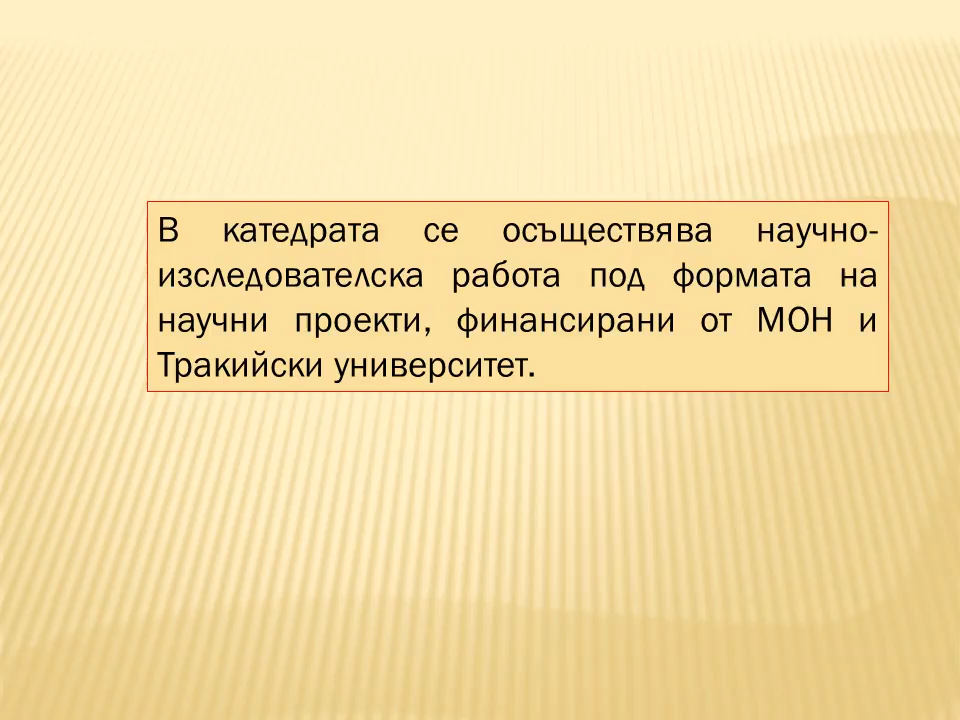 В катедрата се осъществява научно-
изследователска работа под формата на
научни проекти, финансирани от МОН и
Тракийски университет.